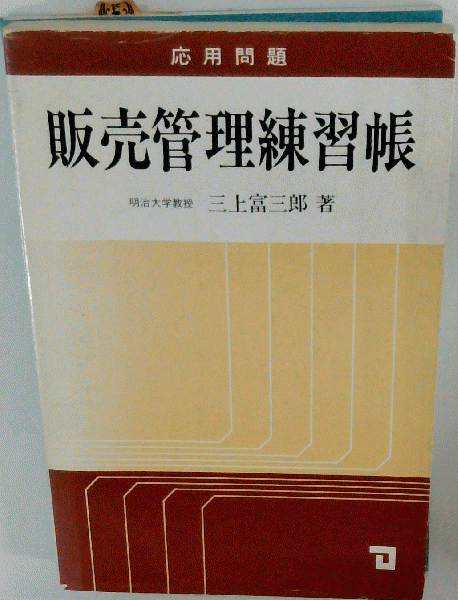 応用問題
販売管理練習帳
明治大学教授 三上富三郎 著